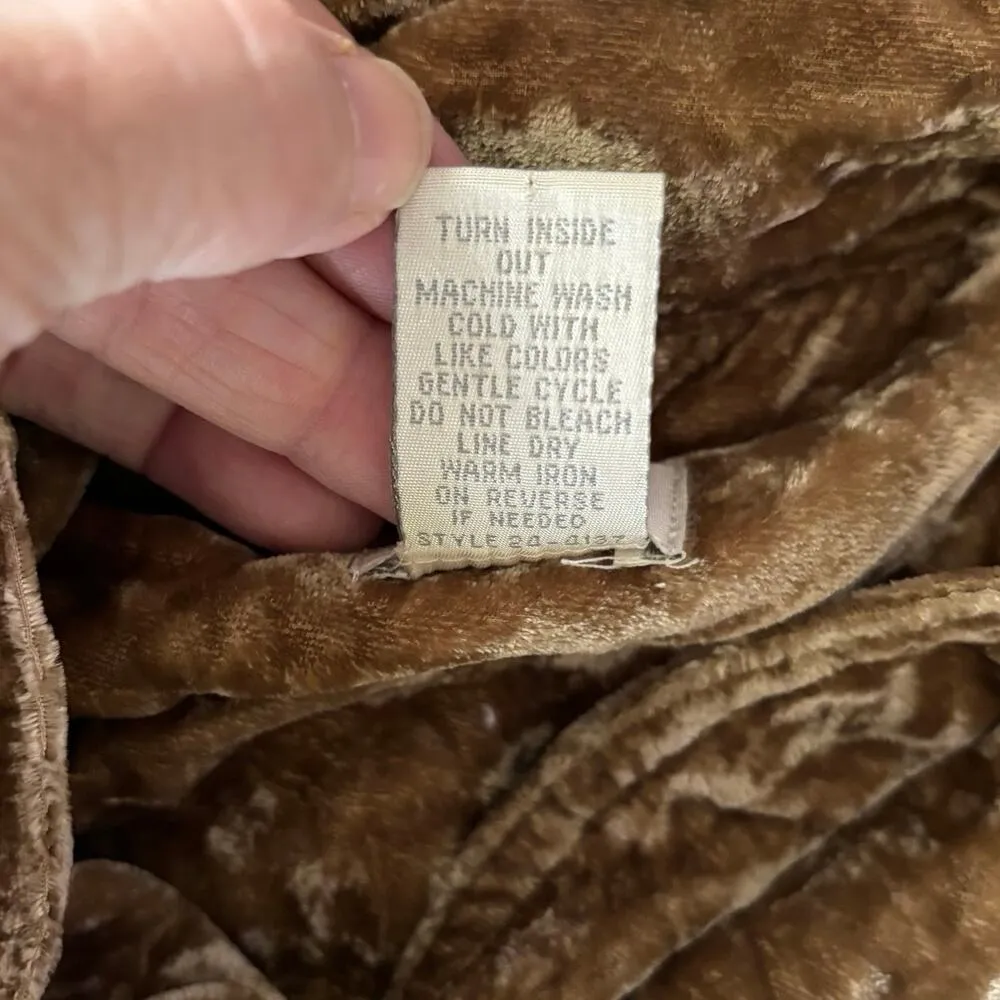 TURN INSIDE
OUT
MACHINE WASH
COLD WITH
LIKE COLORS
GENTLE CYCLE
DO NOT BLEACH
LINE DRY
WARM IRON
ON REVERSE
IF NEEDED
STYLE